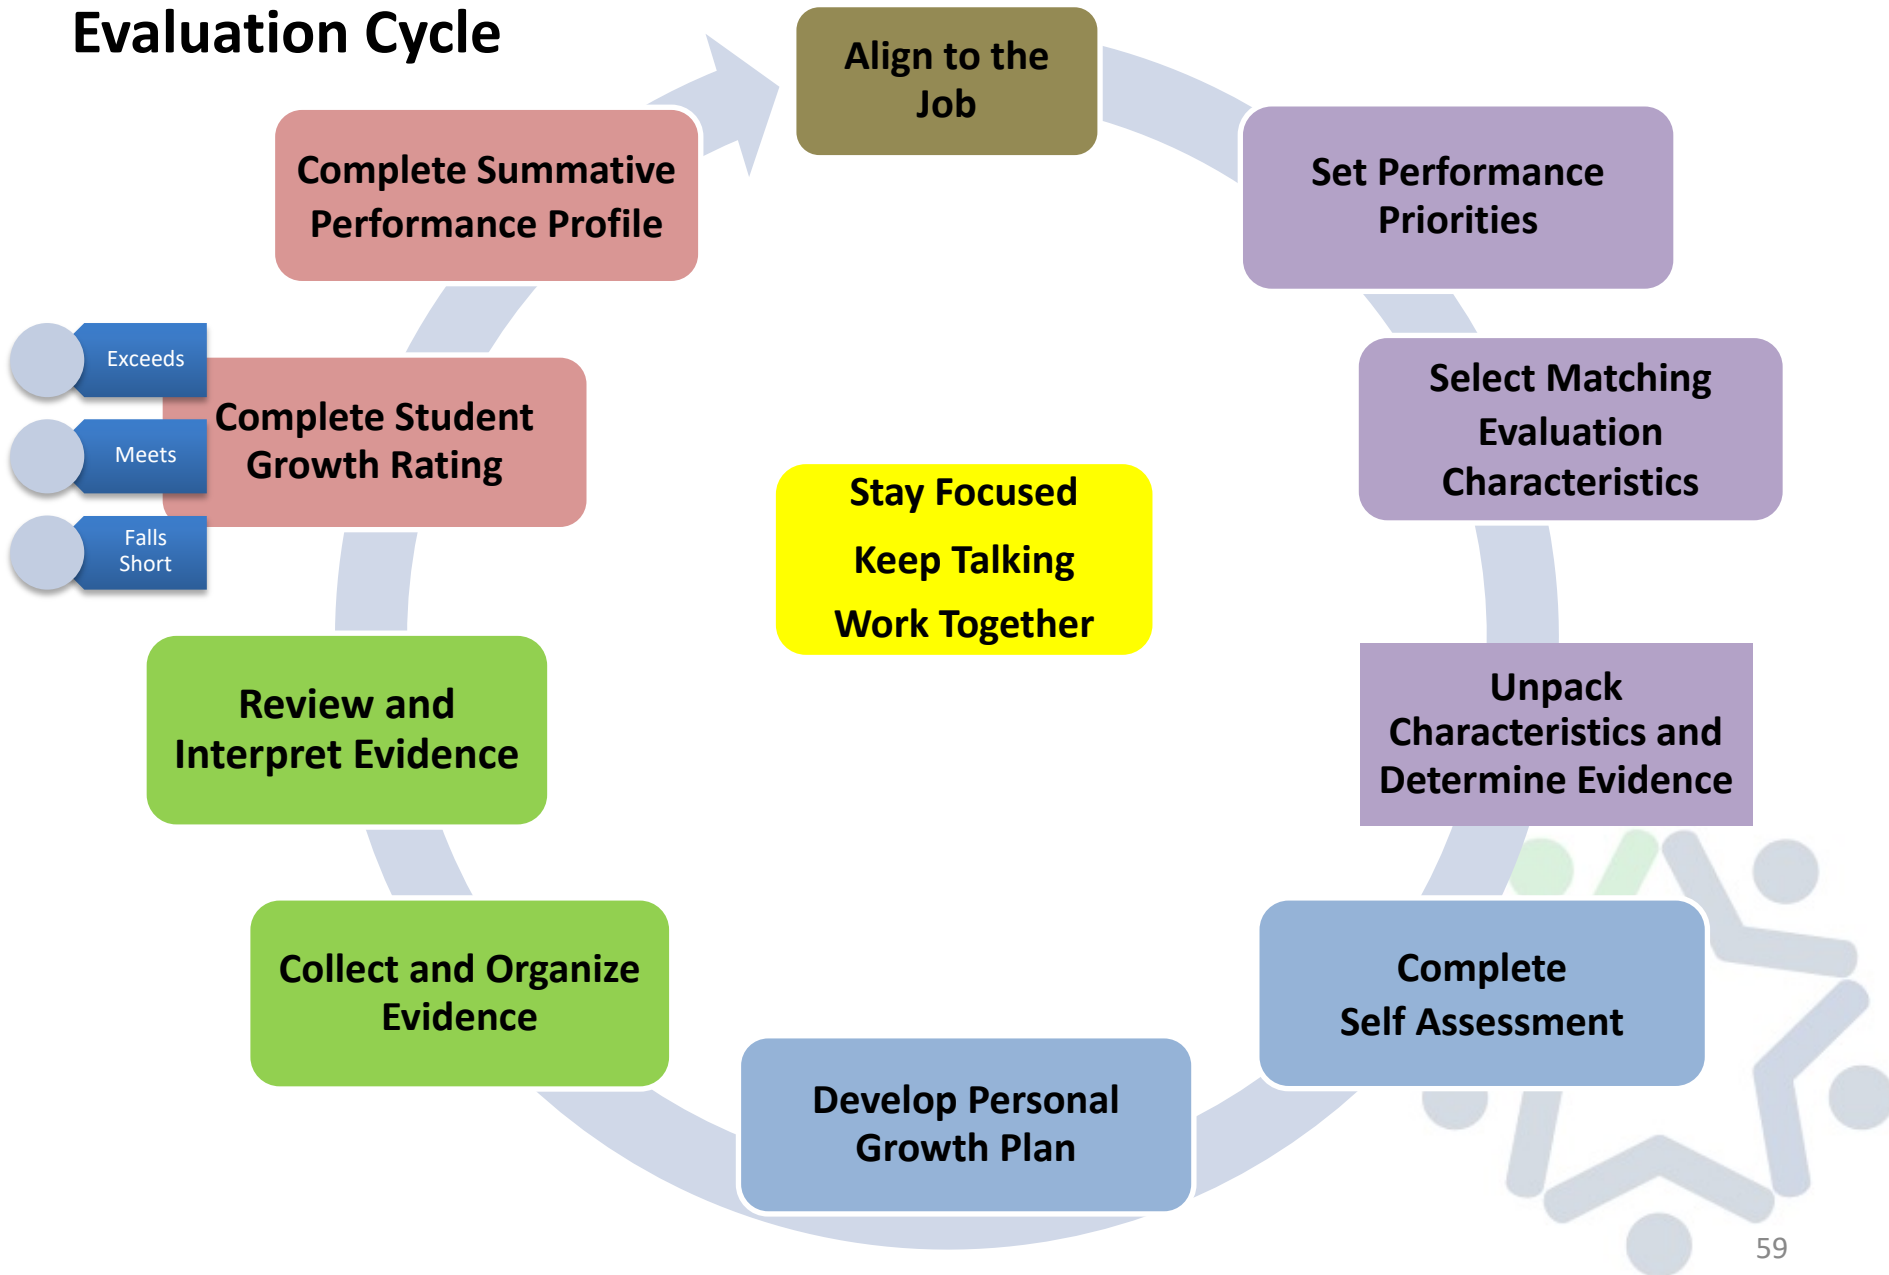 Evaluation Cycle
Align to the
Job
Set Performance
Priorities
Select Matching
Evaluation
Characteristics
Unpack
Characteristics and
Determine Evidence
Complete
Self Assessment
Develop Personal
Growth Plan
Collect and Organize
Evidence
Review and
Interpret Evidence
Complete Student
Growth Rating
Exceeds
Meets
Falls
Short
Complete Summative
Performance Profile
Stay Focused
Keep Talking
Work Together
59